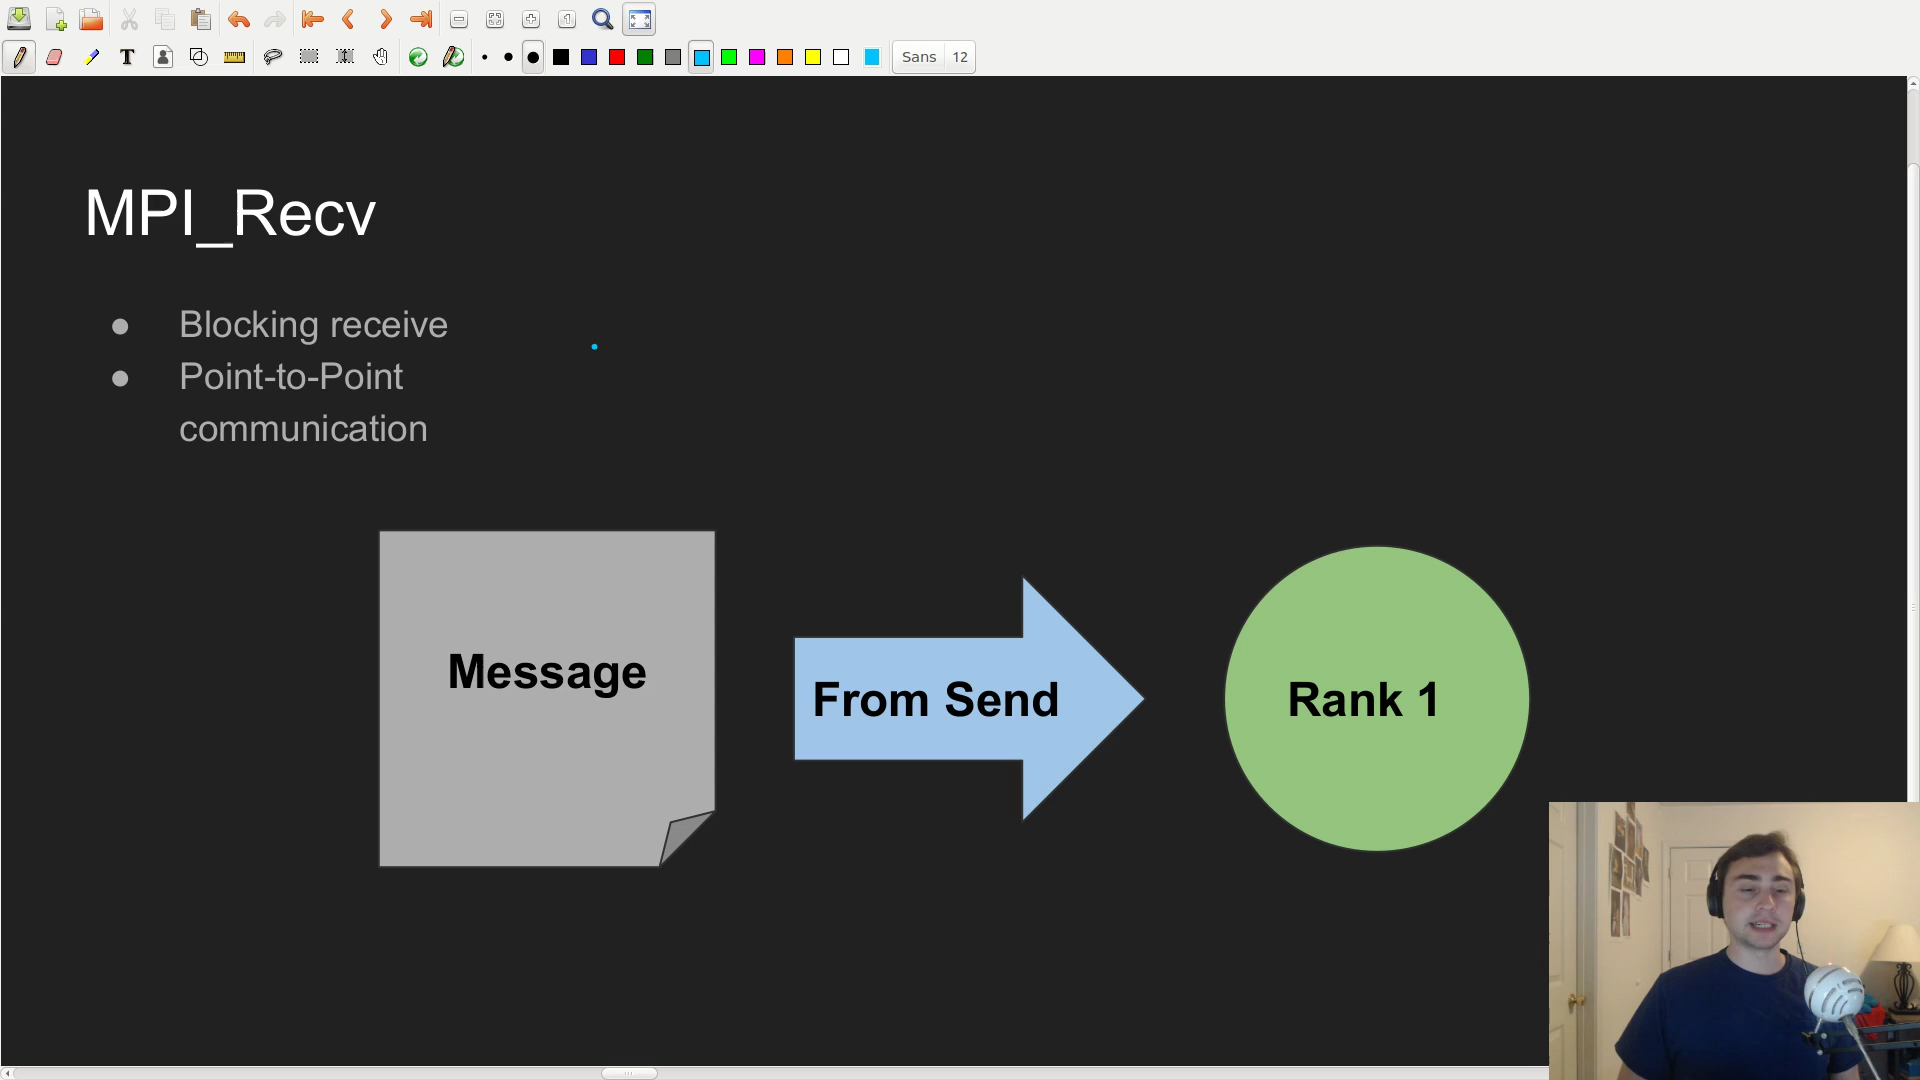 Sans 12
MPI_Recv
● Blocking receive
● Point-to-Point
communication
Message
From Send
Rank 1